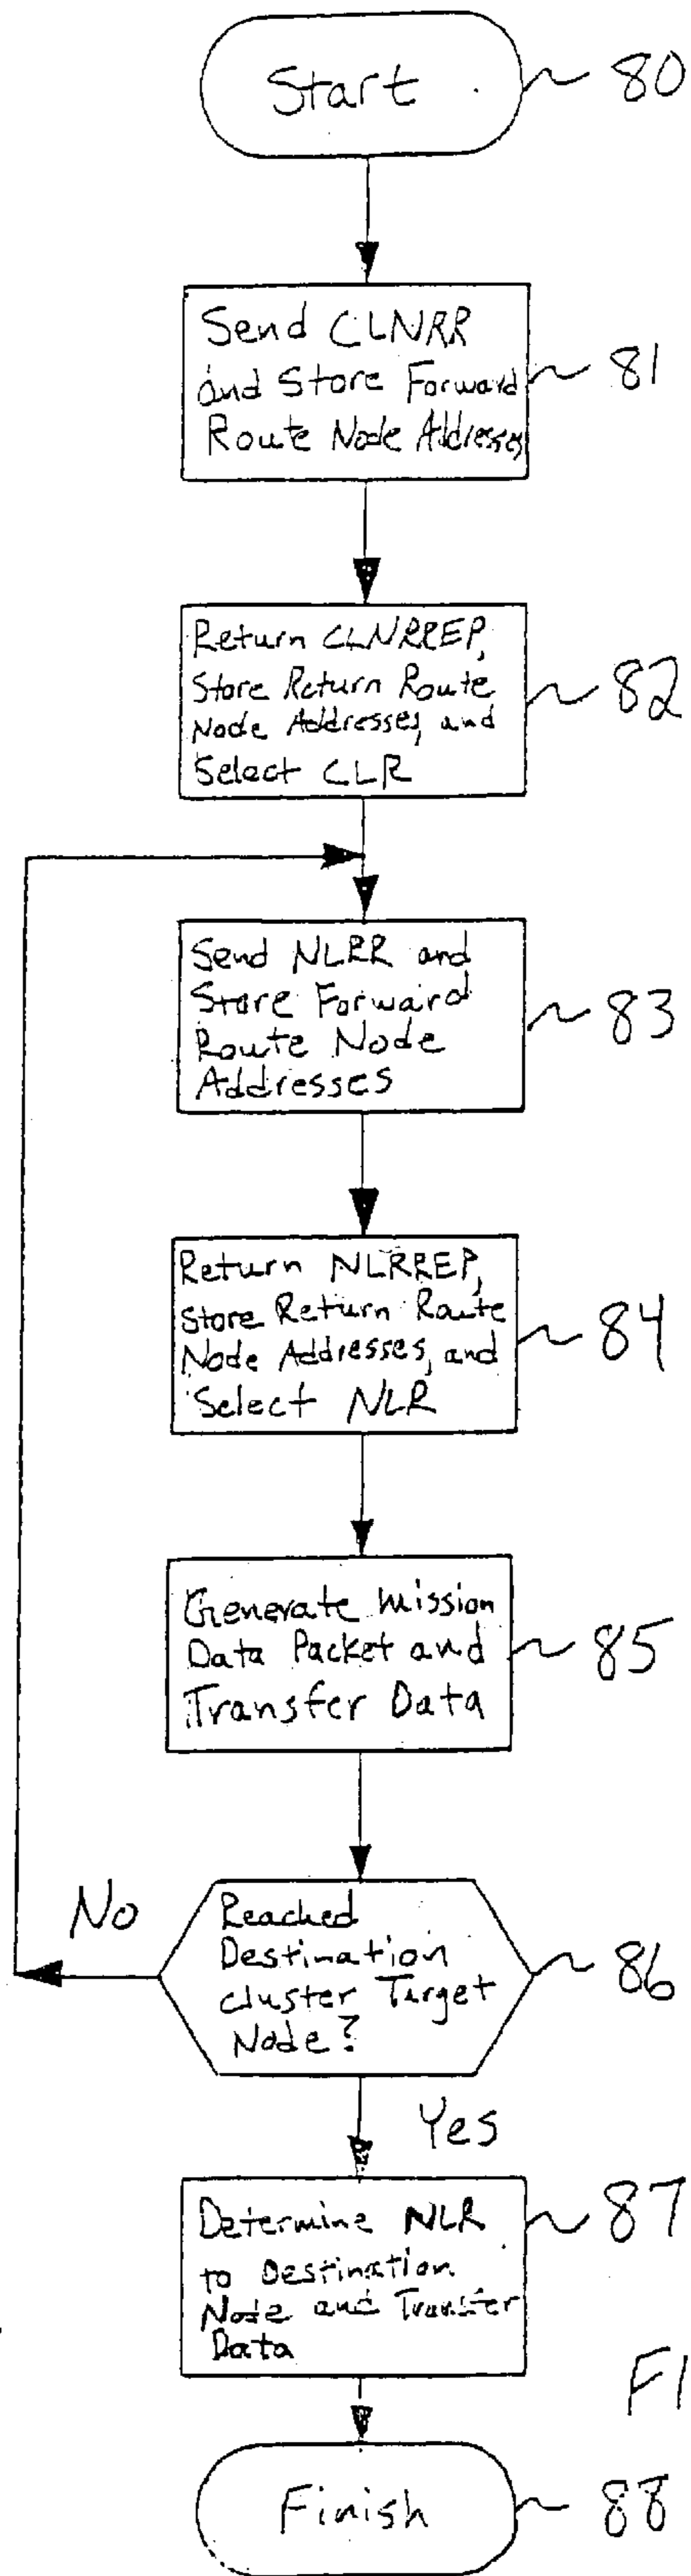 Start
80
Send CLNRR
and Store Forward
Route Node Addresses
81
Return CLNRREP,
Store Return Route
Node Addresses, and
Select CLR
82
Send NLRR and
Store Forward
Route Node
Addresses
83
Return NLRREP,
Store Return Route
Node Addresses, and
Select NLR
84
Generate Mission
Data Packet and
Transfer Data
85
Reached
Destination
cluster Target
Node?
86
No
Yes
Determine NLR
to Destination
Node and Transfer
Data
87
FI
Finish
88